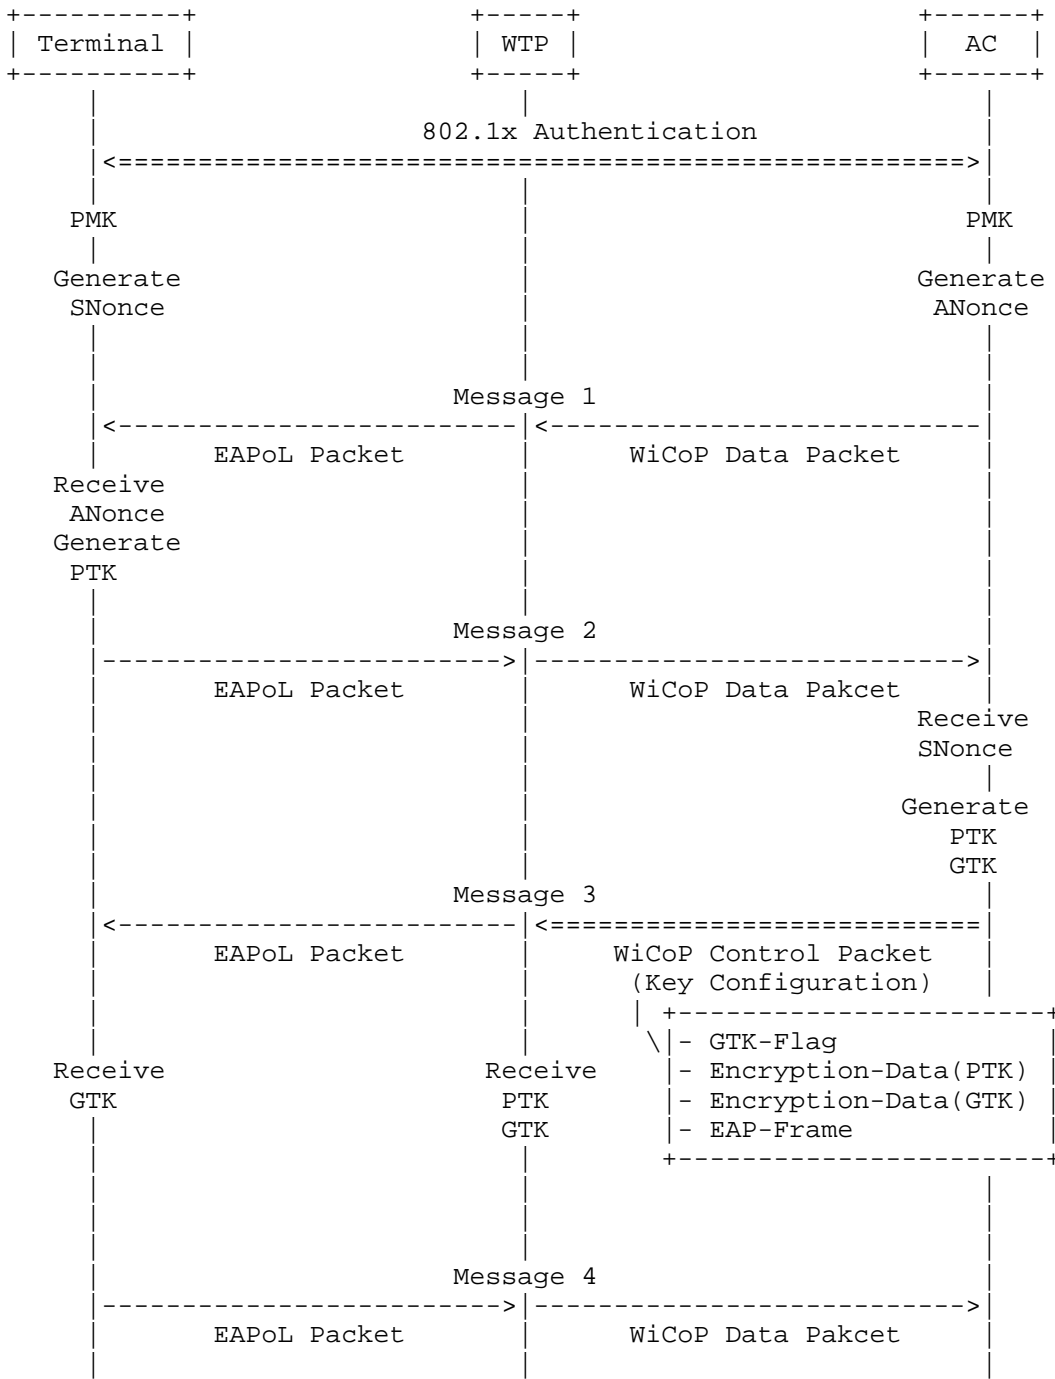 Terminal WTP AC
802.1x Authentication
PMK PMK
Generate Generate
SNonce ANonce
Message 1
EAPoL Packet WiCoP Data Packet
Receive
ANonce
Generate
PTK
Message 2
EAPoL Packet WiCoP Data Pakcet
Receive
SNonce
Generate
PTK
GTK
Message 3
EAPoL Packet WiCoP Control Packet
(Key Configuration)
- GTK-Flag
Receive Receive - Encryption-Data(PTK)
GTK PTK - Encryption-Data(GTK)
GTK - EAP-Frame
Message 4
EAPoL Packet WiCoP Data Pakcet